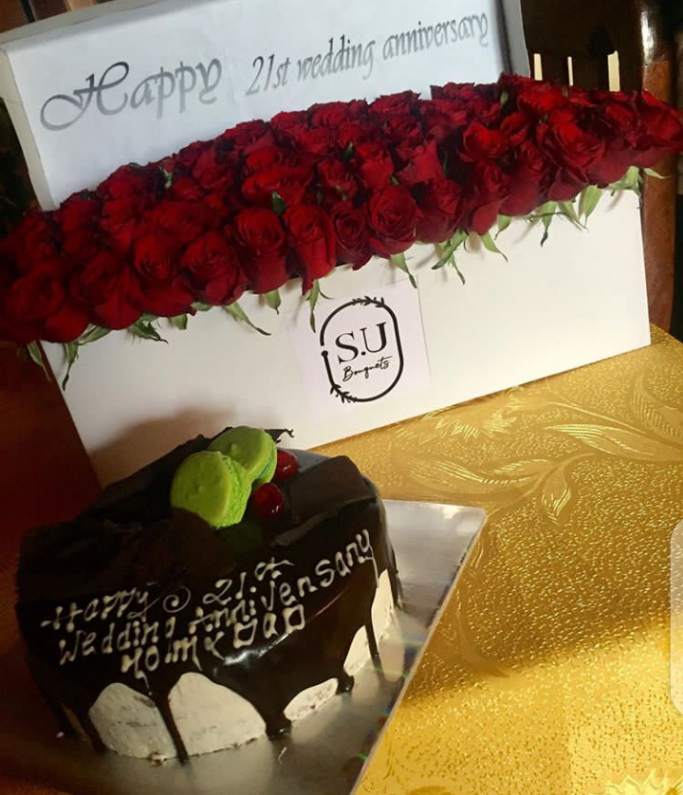 Happy 21st wedding anniversary
S.U
Bouquets
Happy 21st
Wedding Anniversary
Mom & Dad